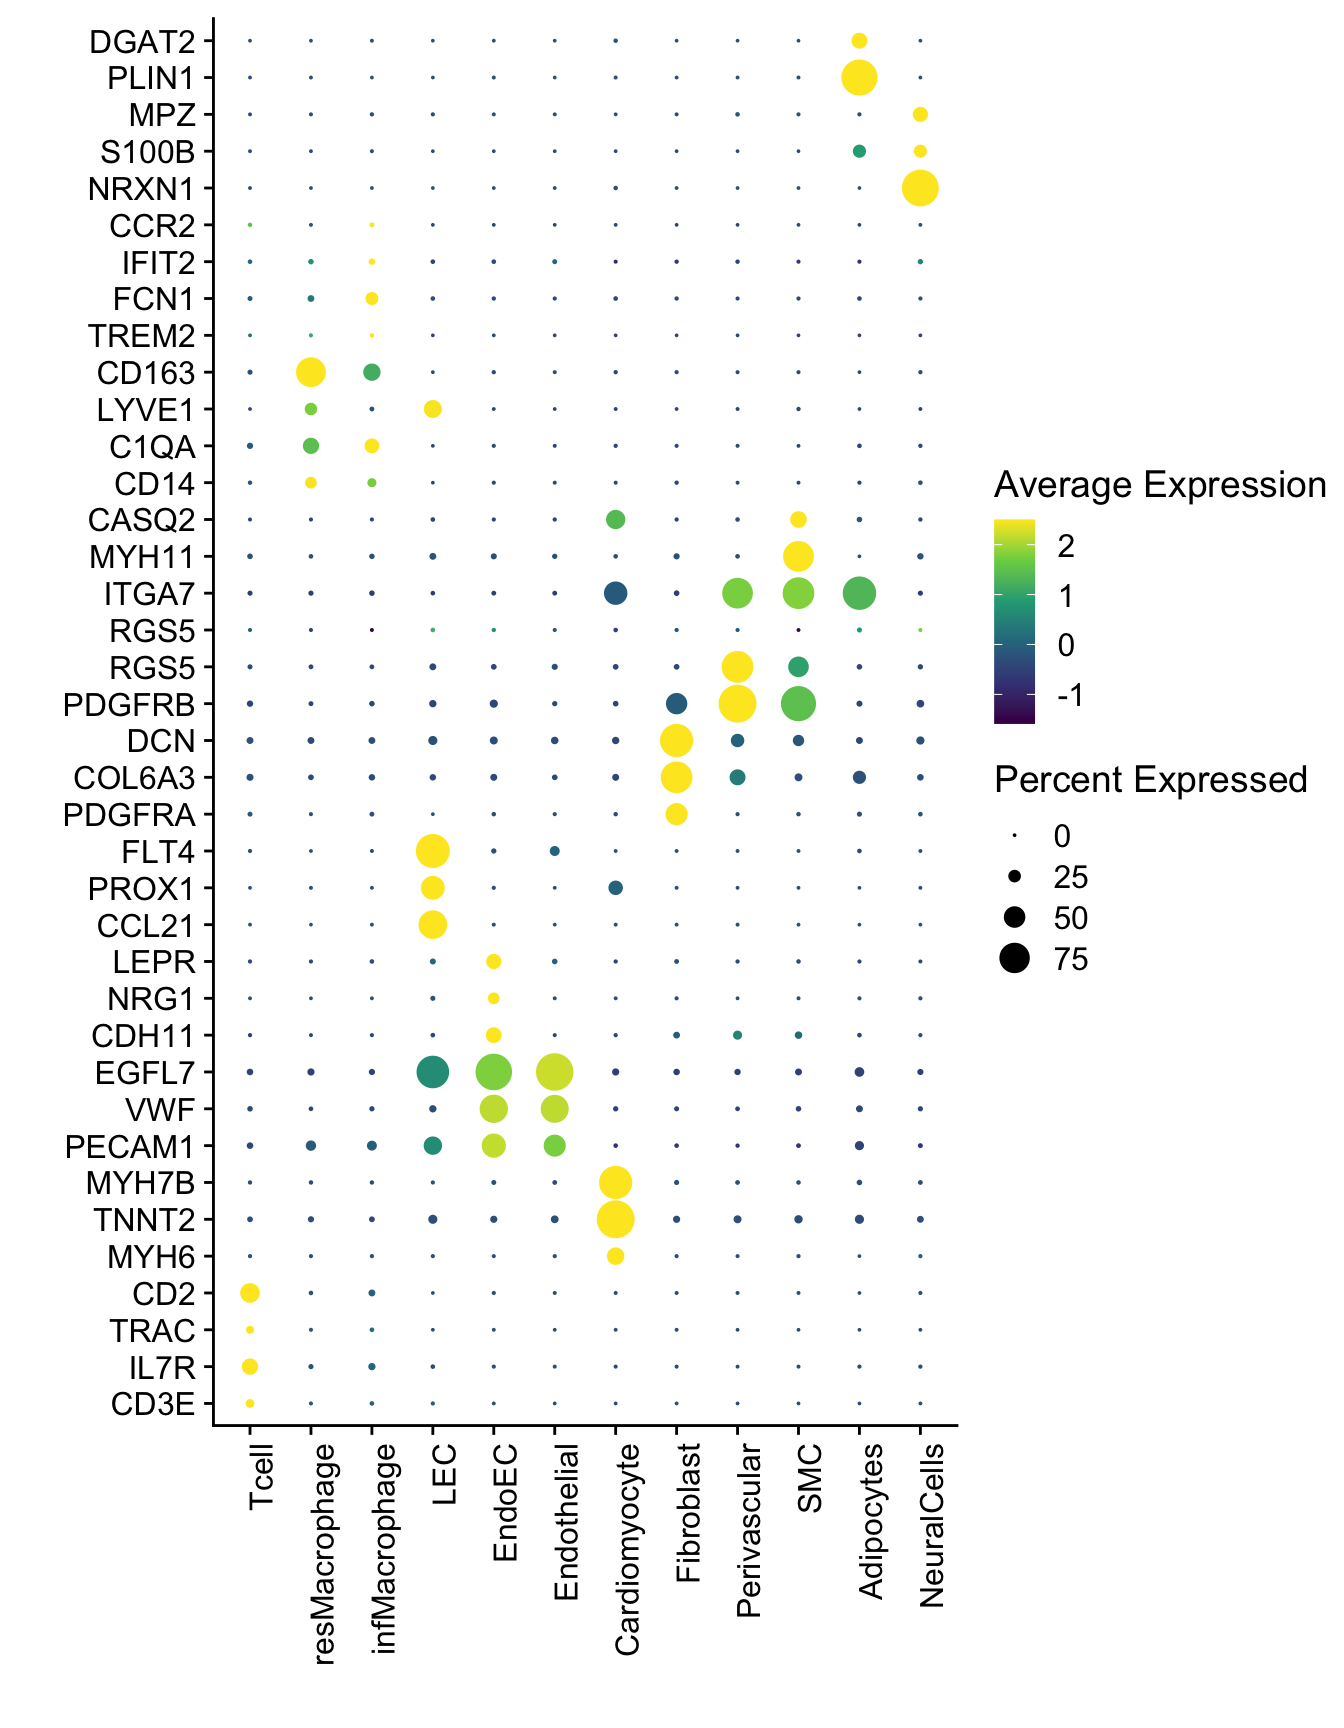 DGAT2
PLIN1
MPZ
S100B
NRXN1
CCR2
IFIT2
FCN1
TREM2
CD163
LYVE1
C1QA
CD14
CASQ2
MYH11
ITGA7
RGS5
RGS5
PDGFRB
DCN
COL6A3
PDGFRA
FLT4
PROX1
CCL21
LEPR
NRG1
CDH11
EGFL7
VWF
PECAM1
MYH7B
TNNT2
MYH6
CD2
TRAC
IL7R
CD3E
Tcell
resMacrophage
infMacrophage
LEC
EndoEC
Endothelial
Cardiomyocyte
Fibroblast
Perivascular
SMC
Adipocytes
NeuralCells
Average Expression
2
1
0
-1
Percent Expressed
0
25
50
75